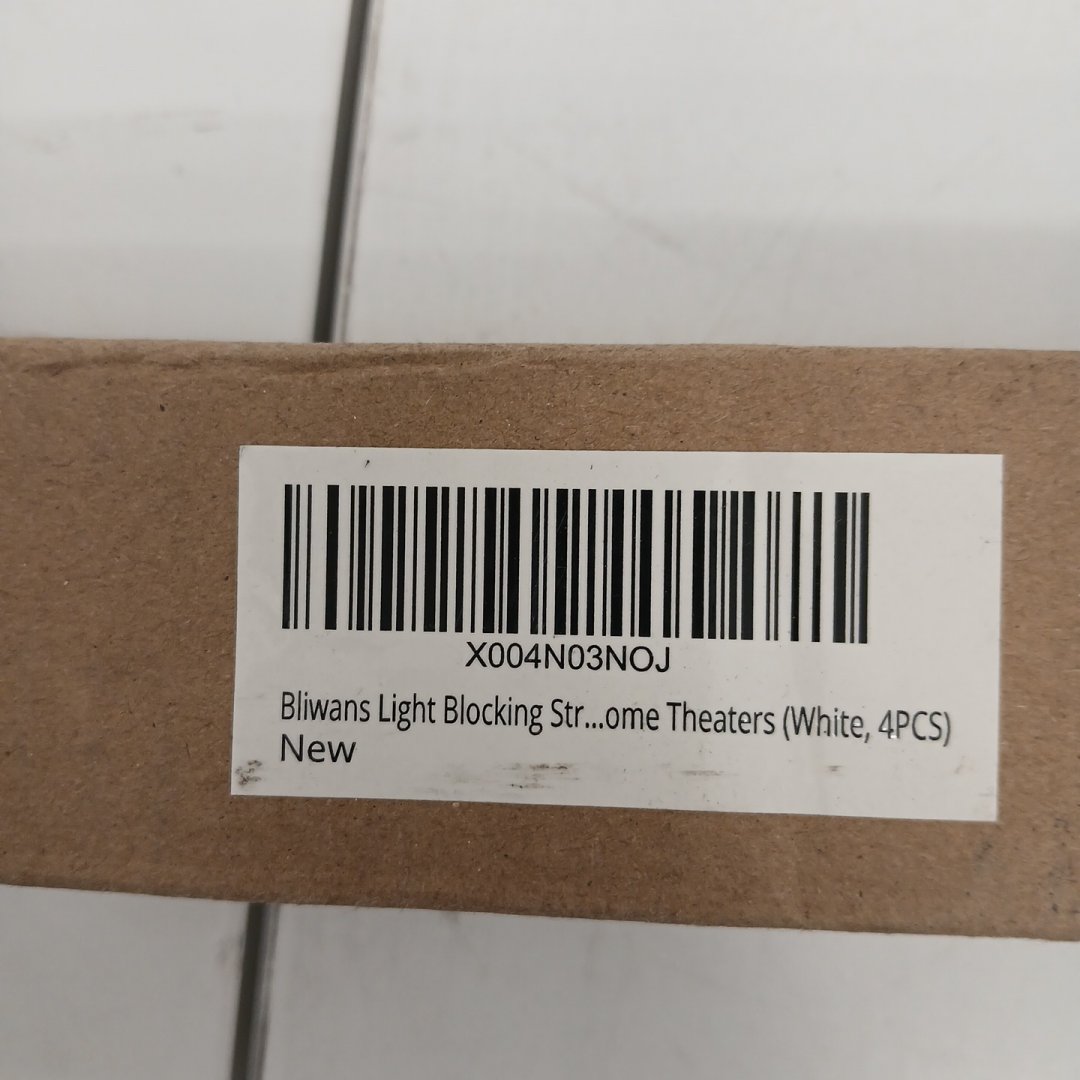 X004N03NOJ
Bliwans Light Blocking Str...ome Theaters (White, 4PCS)
New